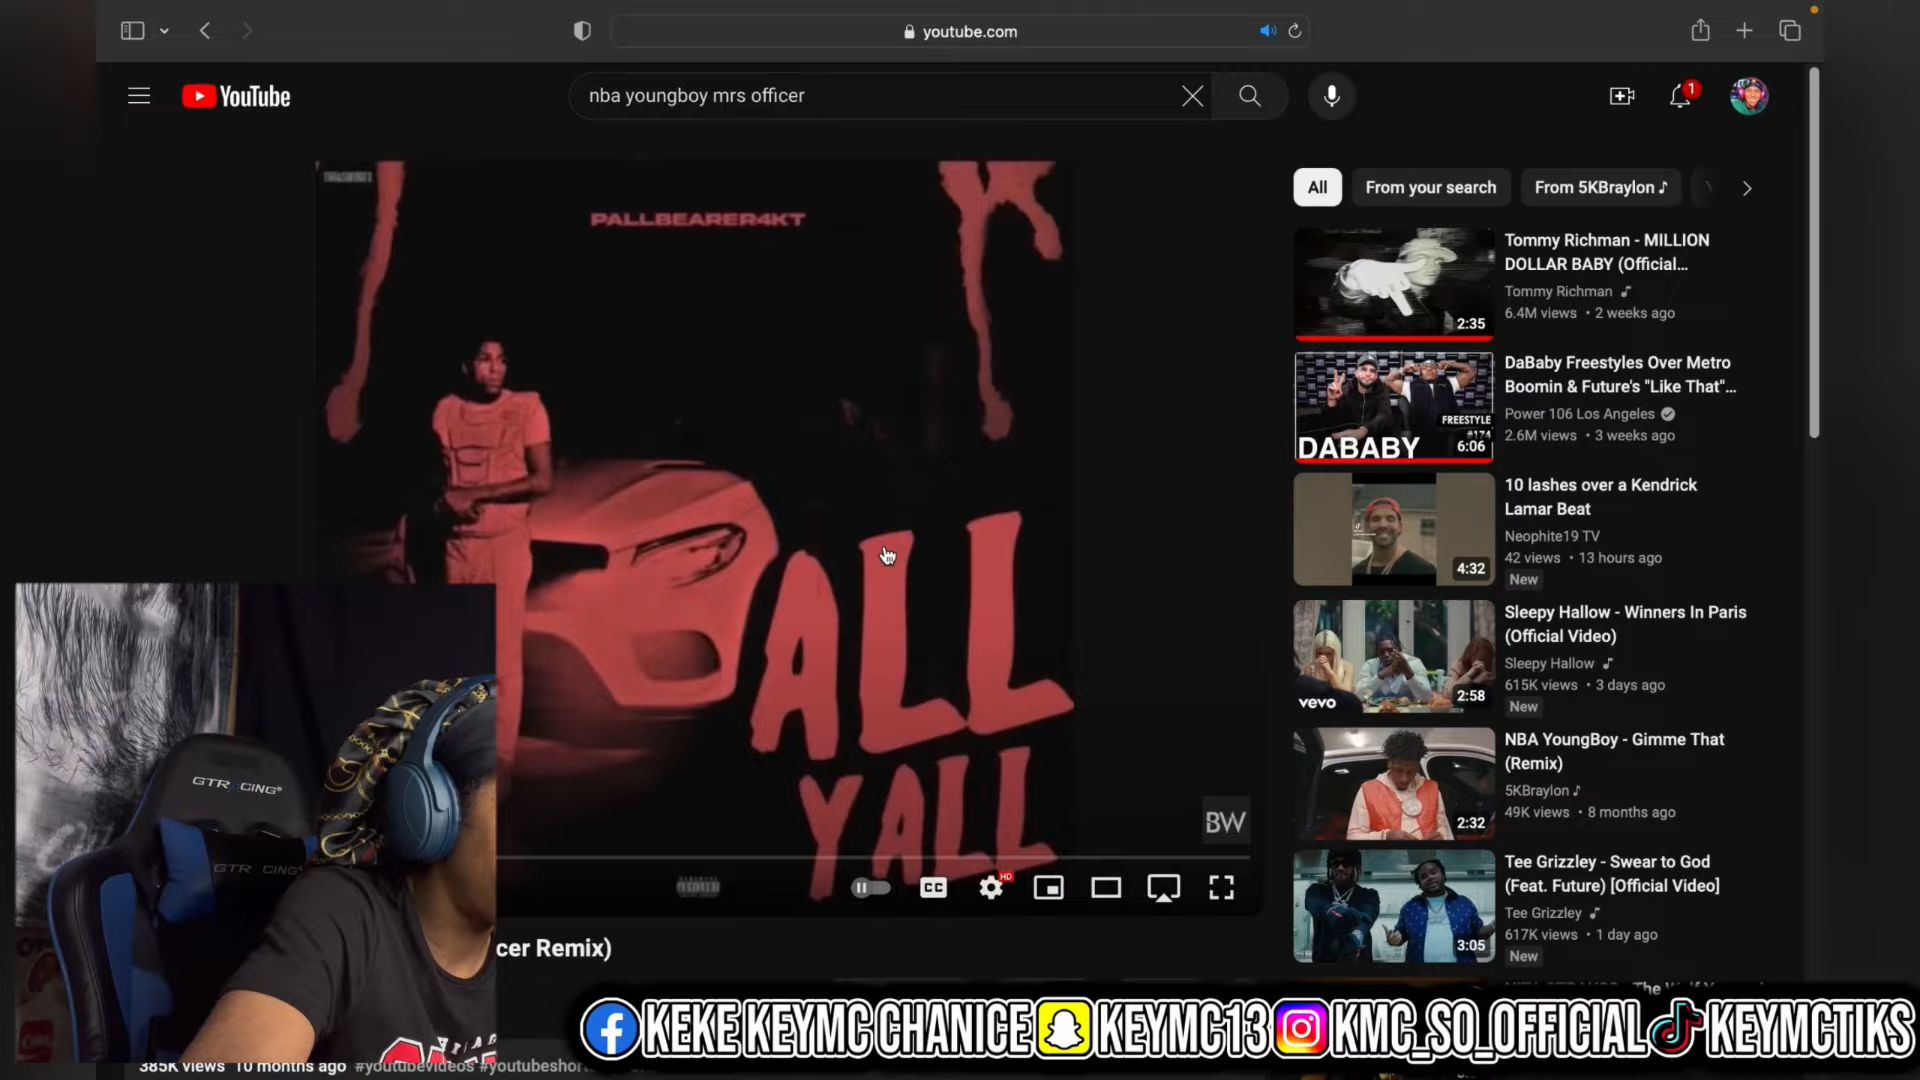 youtube.com
YouTube
nba youngboy mrs officer
1
PALLBEARER4KT
ALL
YALL
BW
CC
HD
cer Remix)
385K views 10 months ago #youtubevideos #youtubeshor
GTRACING
GTR CING
All
From your search
From 5KBraylon
Tommy Richman - MILLION
DOLLAR BABY (Official...
Tommy Richman
6.4M views • 2 weeks ago
2:35
DaBaby Freestyles Over Metro
Boomin & Future's "Like That"...
Power 106 Los Angeles
2.6M views • 3 weeks ago
FREESTYLE
#174
DABABY
6:06
10 lashes over a Kendrick
Lamar Beat
Neophite19 TV
42 views • 13 hours ago
New
4:32
Sleepy Hallow - Winners In Paris
(Official Video)
Sleepy Hallow
615K views • 3 days ago
New
vevo
2:58
NBA YoungBoy - Gimme That
(Remix)
5KBraylon
49K views • 8 months ago
2:32
Tee Grizzley - Swear to God
(Feat. Future) [Official Video]
Tee Grizzley
617K views • 1 day ago
New
3:05
KEKE KEYMC CHANICE KEYMC13 KMC_SO_OFFICIAL KEYMCTIKS